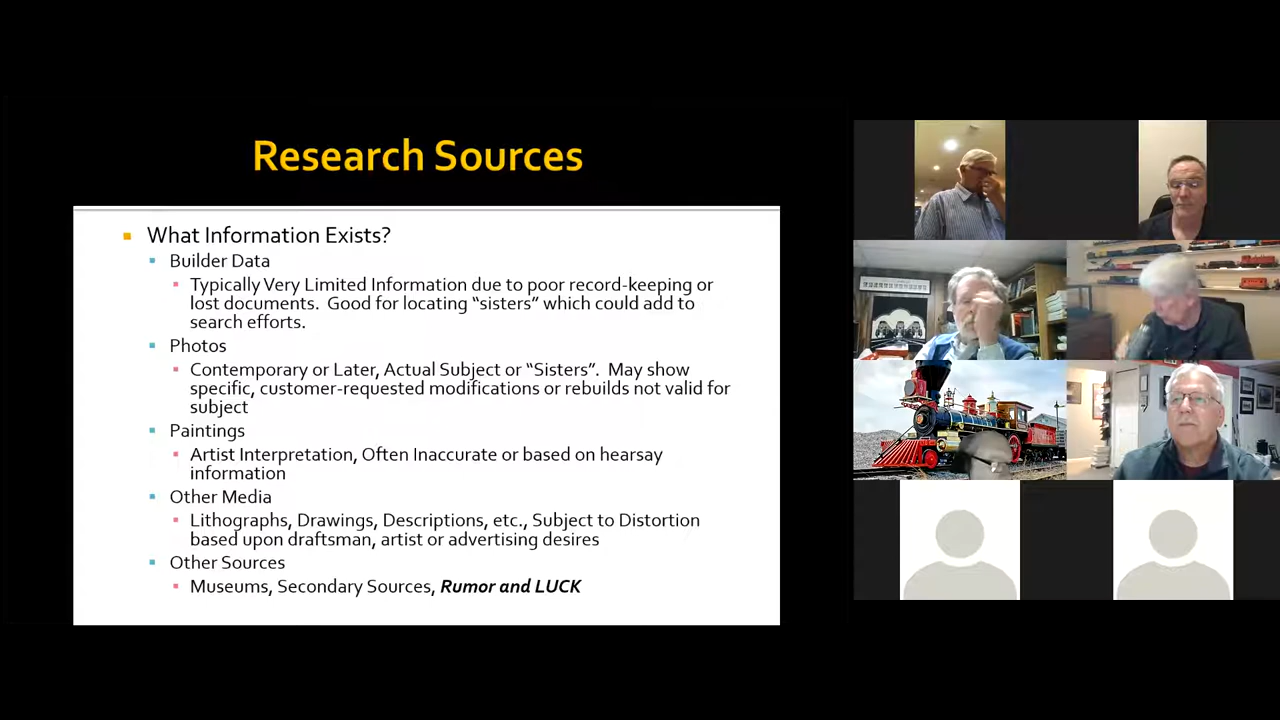 Research Sources
What Information Exists?
Builder Data
Typically Very Limited Information due to poor record-keeping or
lost documents.  Good for locating “sisters” which could add to
search efforts.
Photos
Contemporary or Later, Actual Subject or “Sisters”.  May show
specific, customer-requested modifications or rebuilds not valid for
subject
Paintings
Artist Interpretation, Often Inaccurate or based on hearsay
information
Other Media
Lithographs, Drawings, Descriptions, etc., Subject to Distortion
based upon draftsman, artist or advertising desires
Other Sources
Museums, Secondary Sources, Rumor and LUCK